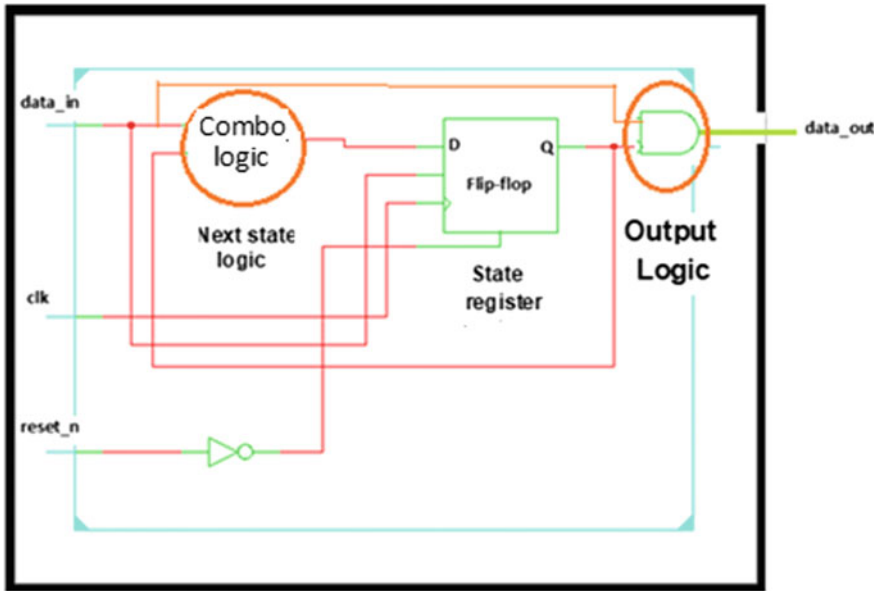 data_in
Combo
logic
D
Q
Flip-flop
data_out
Next state
logic
Output
Logic
State
register
clk
reset_n